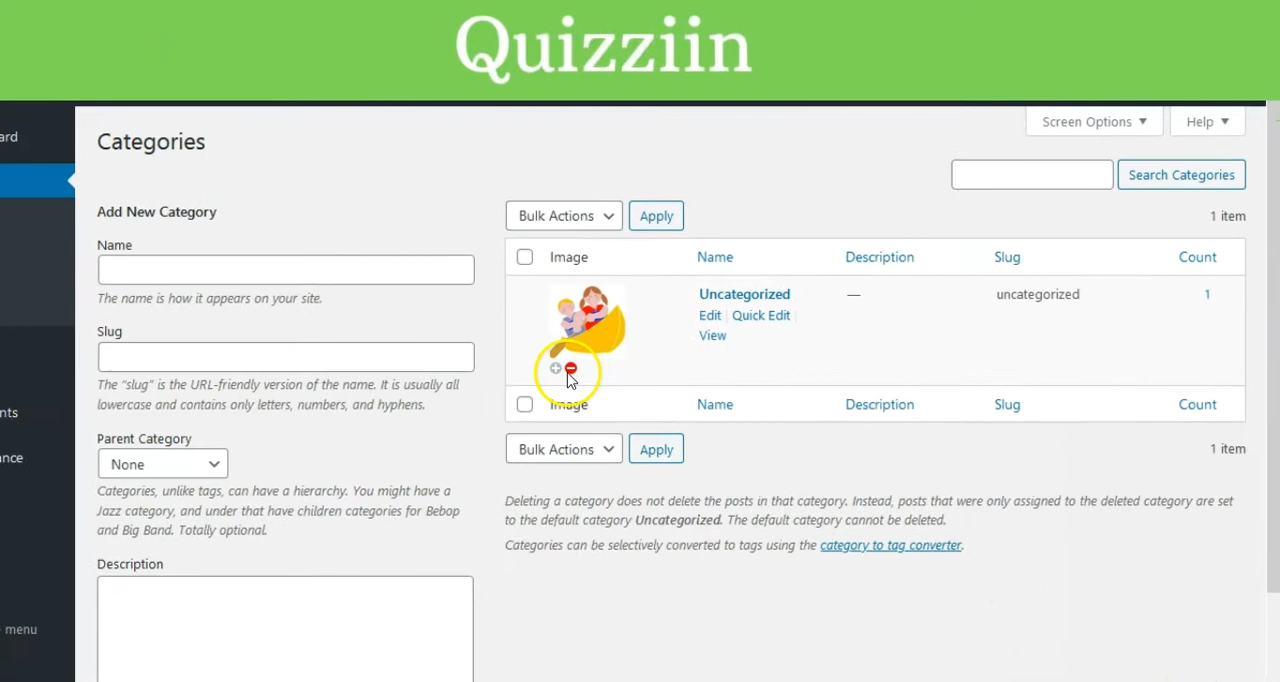 Quizziin
ard
Screen Options
Help
Categories
Search Categories
Add New Category
Bulk Actions
Apply
1 item
Name
Image
Name
Description
Slug
Count
The name is how it appears on your site.
Uncategorized
—
uncategorized
1
Edit | Quick Edit |
View
Slug
The “slug” is the URL-friendly version of the name. It is usually all
lowercase and contains only letters, numbers, and hyphens.
Image
Name
Description
Slug
Count
nts
Parent Category
None
Bulk Actions
Apply
1 item
ance
Categories, unlike tags, can have a hierarchy. You might have a
Jazz category, and under that have children categories for Bebop
and Big Band. Totally optional.
Deleting a category does not delete the posts in that category. Instead, posts that were only assigned to the deleted category are set
to the default category Uncategorized. The default category cannot be deleted.
Categories can be selectively converted to tags using the category to tag converter.
Description
menu